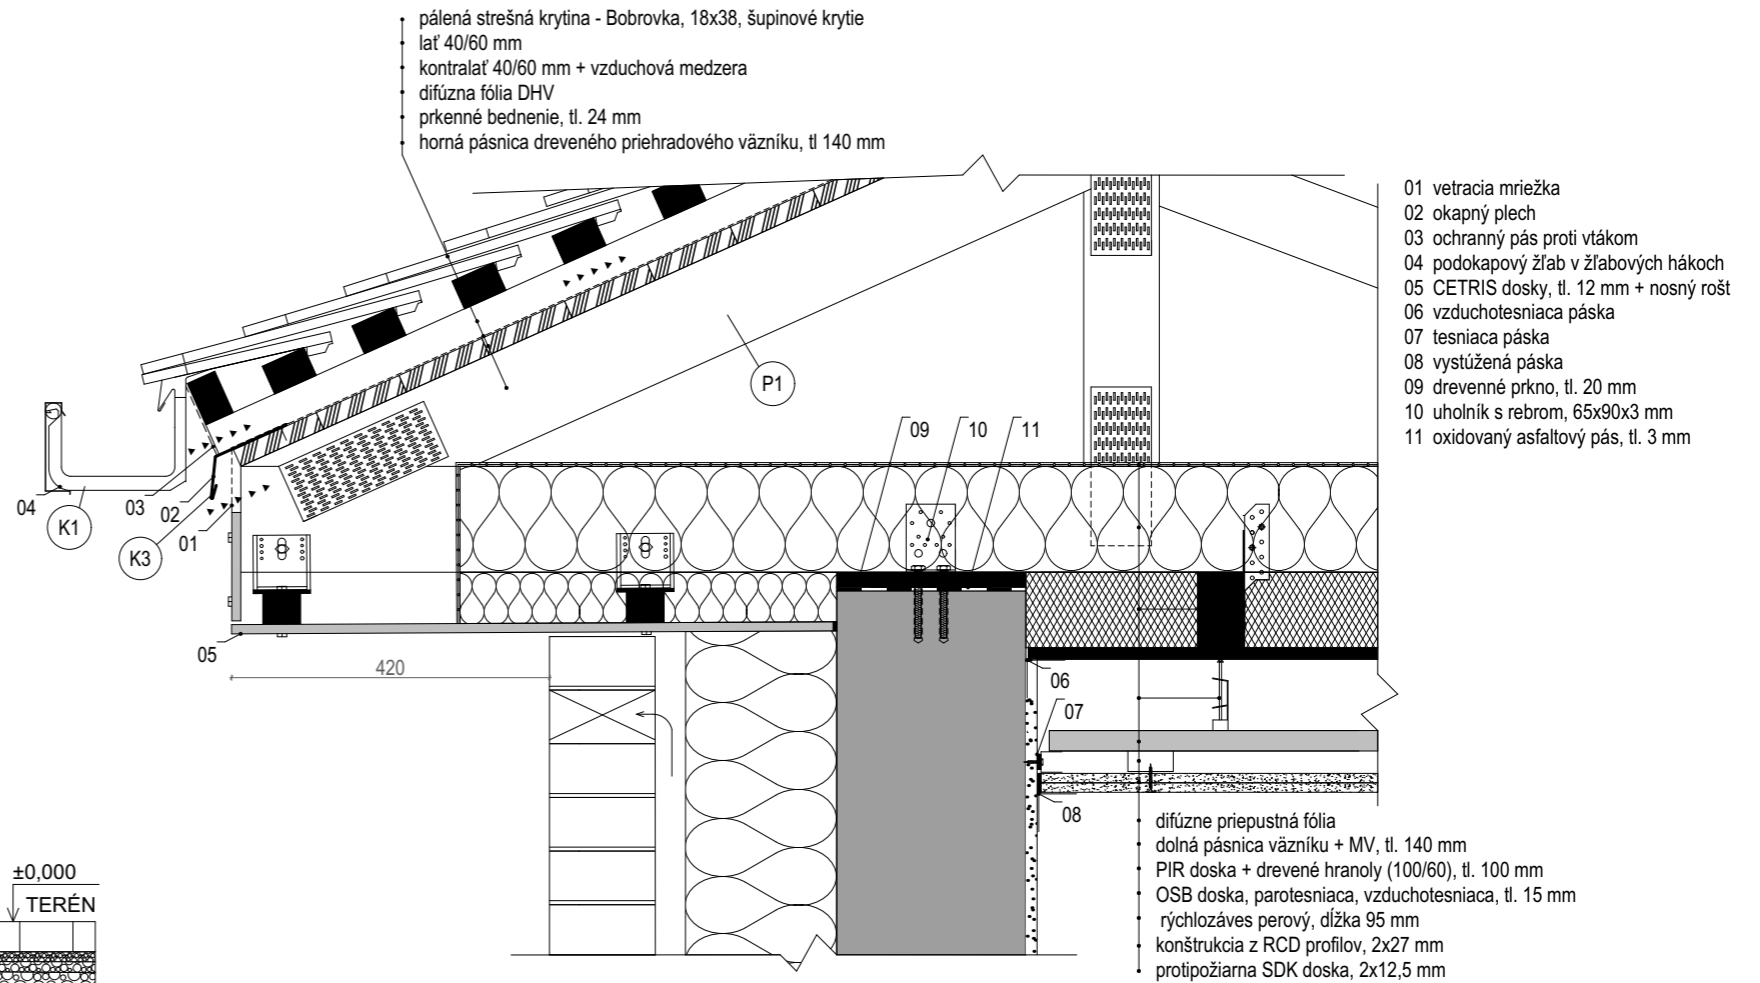 pálená strešná krytina - Bobrovka, 18x38, šupinové krytie
lať 40/60 mm
kontralať 40/60 mm + vzduchová medzera
difúzna fólia DHV
prkenné bednenie, tl. 24 mm
horná pásnica dreveného priehradového väzníku, tl 140 mm
01 vetracia mriežka
02 okapný plech
03 ochranný pás proti vtákom
04 podokapový žľab v žľabových hákoch
05 CETRIS dosky, tl. 12 mm + nosný rošt
06 vzduchotesniaca páska
07 tesniaca páska
08 vystúžená páska
09 drevenné prkno, tl. 20 mm
10 uholník s rebrom, 65x90x3 mm
11 oxidovaný asfaltový pás, tl. 3 mm
P1
09
10
11
04
K1
03
02
K3
01
05
420
06
07
08
difúzne priepustná fólia
dolná pásnica väzníku + MV, tl. 140 mm
PIR doska + drevené hranoly (100/60), tl. 100 mm
OSB doska, parotesniaca, vzduchotesniaca, tl. 15 mm
rýchlozáves perový, dĺžka 95 mm
konštrukcia z RCD profilov, 2x27 mm
protipožiarna SDK doska, 2x12,5 mm
±0,000
TERÉN